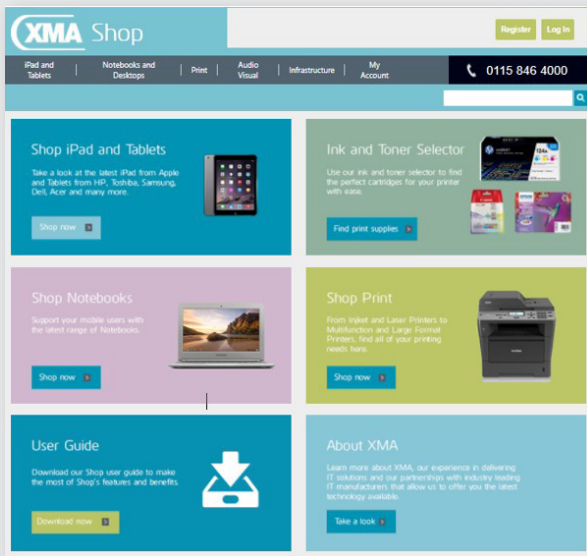 XMA Shop
Register
Log In
iPad and
Tablets
Notebooks and
Desktops
Print
Audio
Visual
Infrastructure
My
Account
0115 846 4000
Shop iPad and Tablets
Take a look at the latest iPad from Apple
and Tablets from HP, Toshiba, Samsung,
Dell, Acer and many more.
Shop now
Ink and Toner Selector
Use our ink and toner selector to find
the perfect cartridges for your printer
with ease.
Find print supplies
Shop Notebooks
Support your mobile users with
the latest range of Notebooks.
Shop now
Shop Print
From Inkjet and Laser Printers to
Multifunction and Large Format
Printers, find all of your printing
needs here.
Shop now
User Guide
Download our Shop user guide to make
the most of Shop's features and benefits.
Download now
About XMA
Learn more about XMA, our experience in delivering
IT solutions and our partnerships with industry leading
IT manufacturers that allow us to offer you the latest
technology available.
Take a look